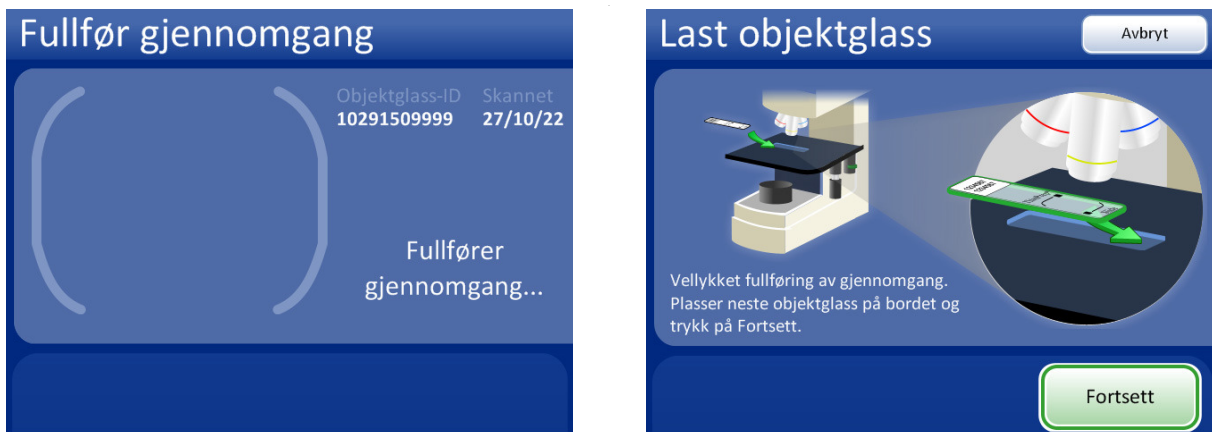 Fullfør gjennomgang
Objektglass-ID Skannet
10291509999 27/10/22
Fullfører
gjennomgang...
Last objektglass
Avbryt
Vellykket fullføring av gjennomgang.
Plasser neste objektglass på bordet og
trykk på Fortsett.
Fortsett